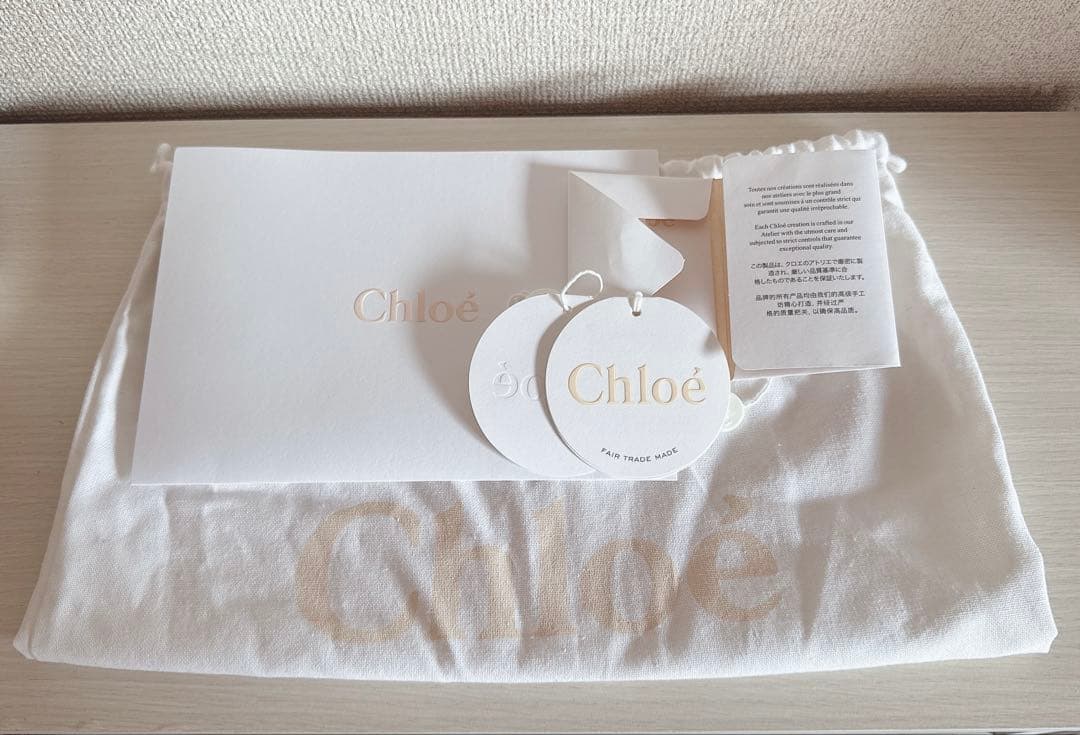 Chloé
Chloé
FAIR TRADE MADE
Toutes nos créations sont réalisées dans
nos ateliers avec le plus grand
soin et sont soumises à un contrôle strict qui
garantit une qualité irréprochable.
Each Chloé creation is crafted in our
Atelier with the utmost care and
subjected to strict controls that guarantee
exceptional quality.
この製品は、クロエのアトリエで緻密に製
造され、厳しい品質基準に合
格したものであることを保証いたします。
品牌的所有产品均由我们的高级手工
坊精心打造，并经过严
格的质量把关，以确保高品质。
Chloé